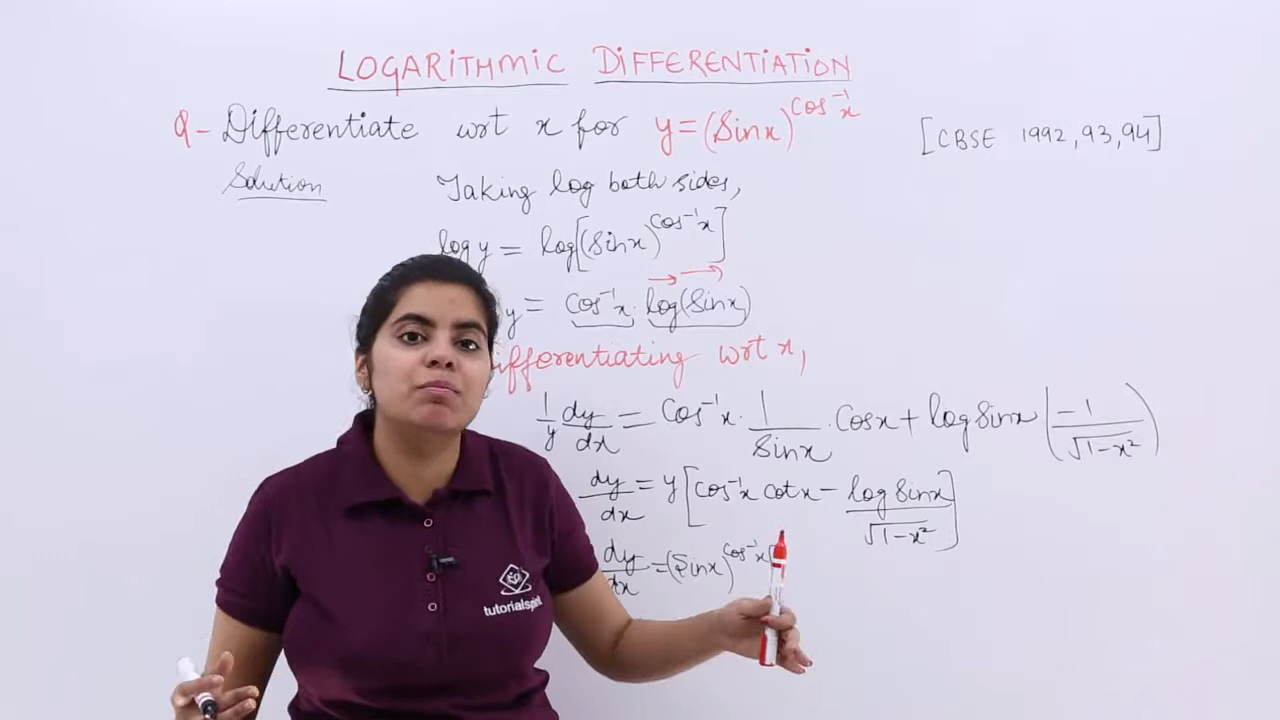 LOGARITHMIC DIFFERENTIATION
Q- Differentiate wrt x for y=(Sinx)^cos⁻¹x
[CBSE 1992,93,94]
Solution
Taking log both sides,
log y = log[(Sinx)^cos⁻¹x]
y = cos⁻¹x. log(Sinx)
ifferentiating wrt x,
1/y dy/dx = Cos⁻¹x. 1/Sinx . Cosx + log Sinx (-1/√1-x²)
dy/dx = y[cos⁻¹x cotx - log Sinx/√1-x²]
dy/dx = (Sinx)^cos⁻¹x [
tutorialspoint